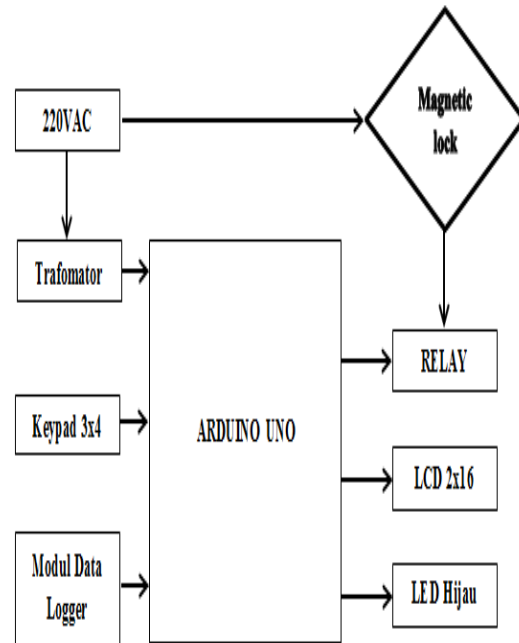 220VAC
Magnetic
lock
Trafomator
RELAY
Keypad 3x4
ARDUINO UNO
LCD 2x16
Modul Data
Logger
LED Hijau